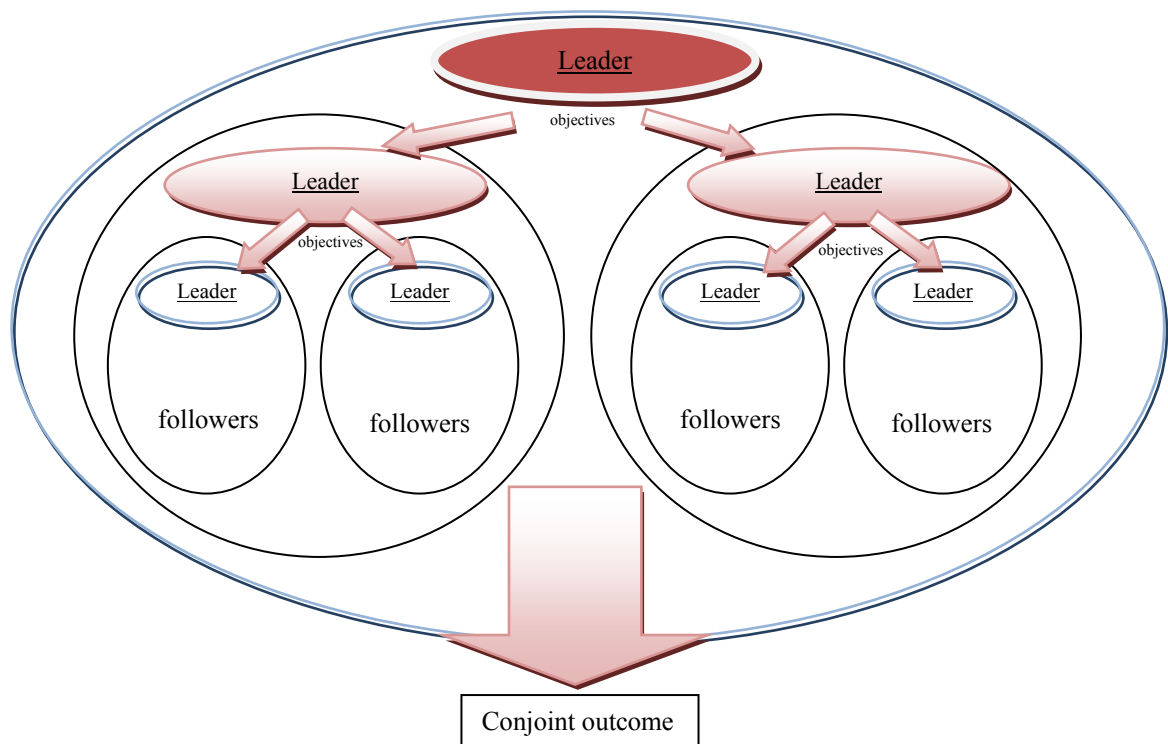 Leader
objectives
Leader
Leader
objectives
objectives
Leader
Leader
Leader
Leader
followers
followers
followers
followers
Conjoint outcome